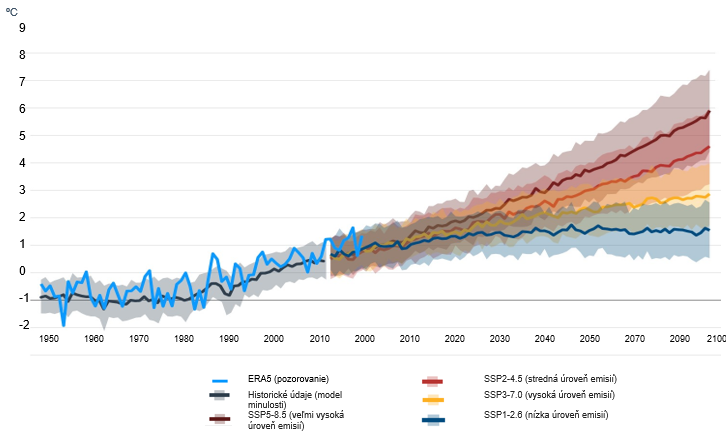 °C
9
8
7
6
5
4
3
2
1
0
-1
-2
1950 1960 1970 1980 1990 2000 2010 2000 2010 2020 2030 2040 2050 2070 2090 2100
ERA5 (pozorovanie)
Historické údaje (model
minulosti)
SSP5-8.5 (veľmi vysoká
úroveň emisií)
SSP2-4.5 (stredná úroveň emisií)
SSP3-7.0 (vysoká úroveň emisií)
SSP1-2.6 (nízka úroveň emisií)